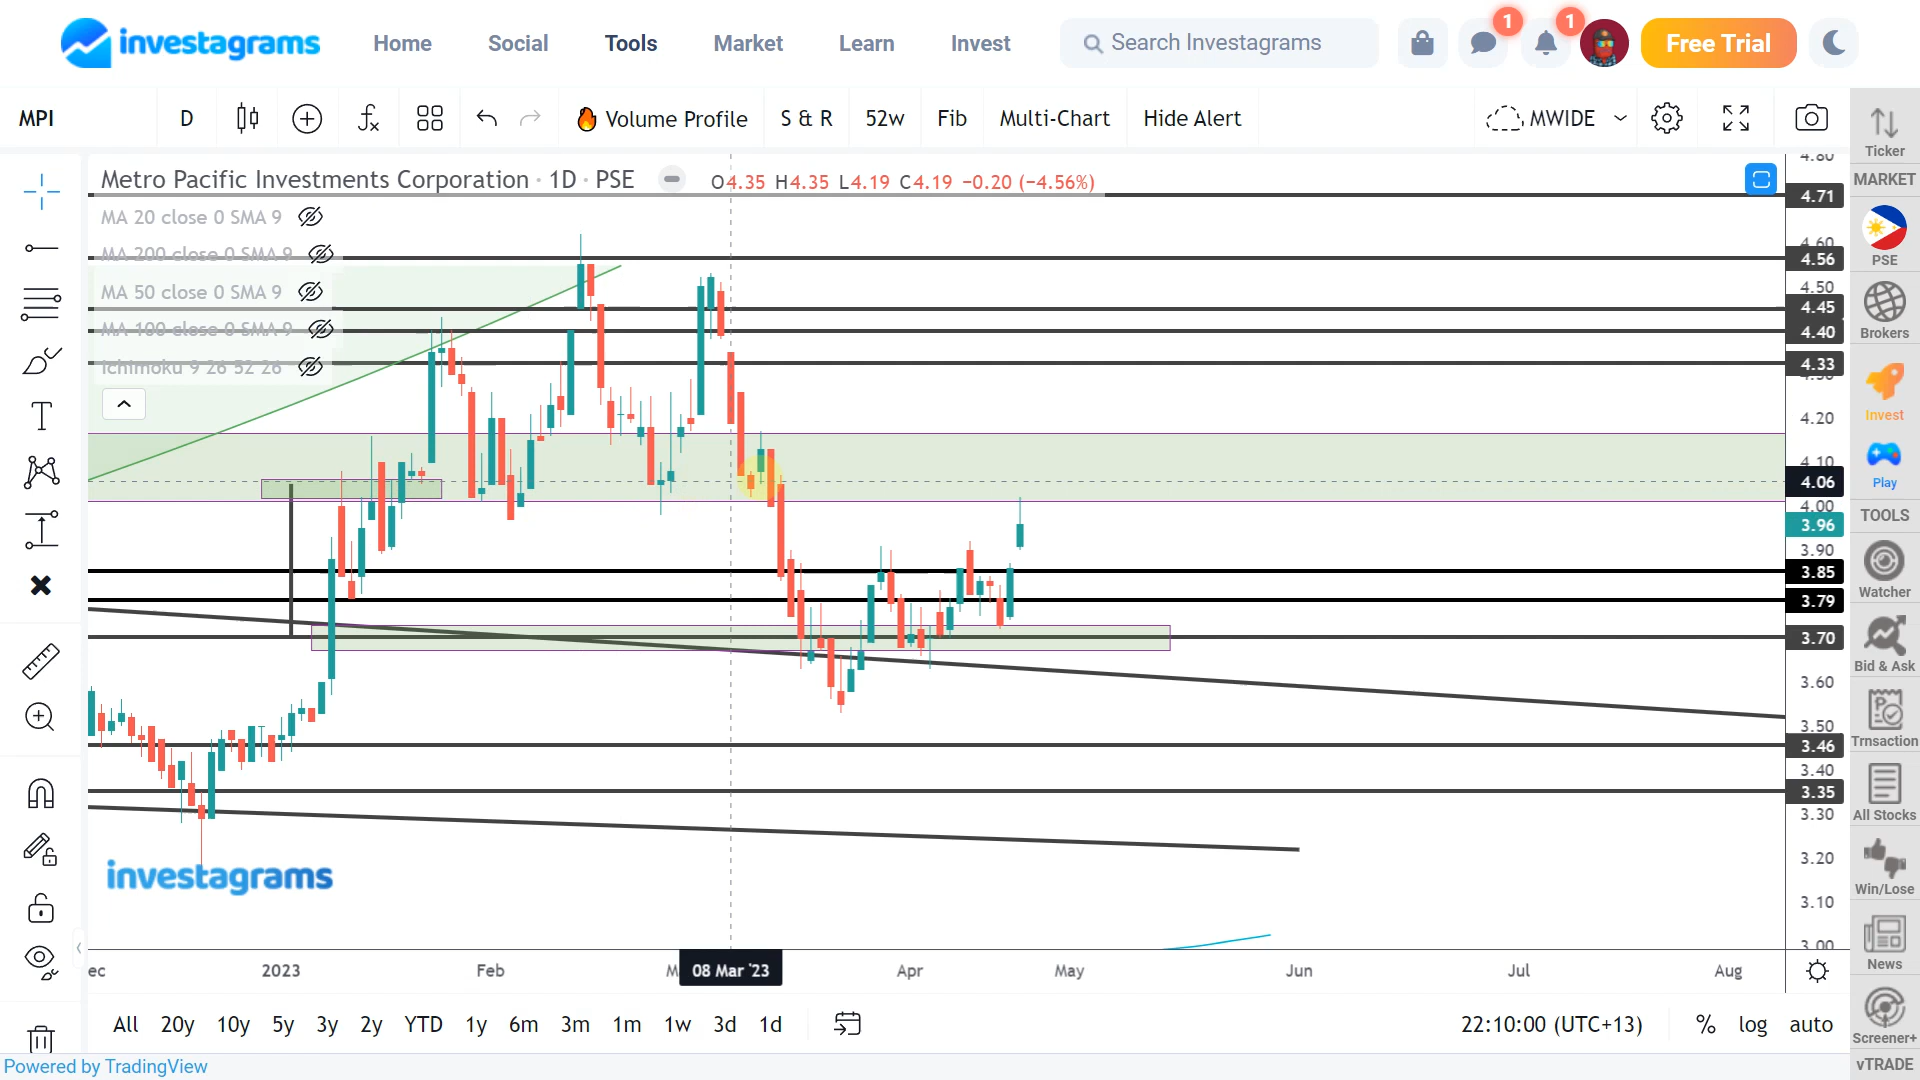 investagrams
Home Social Tools Market Learn Invest
Search Investagrams
1
1
Free Trial
MPI D Volume Profile S & R 52w Fib Multi-Chart Hide Alert MWIDE
Metro Pacific Investments Corporation · 1D · PSE
O4.35 H4.35 L4.19 C4.19 −0.20 (−4.56%)
MA 20 close 0 SMA 9
MA 200 close 0 SMA 9
MA 50 close 0 SMA 9
MA 100 close 0 SMA 9
Ichimoku 9 26 52 26
4.80
4.71
4.60
4.56
4.50
4.45
4.40
4.33
4.30
4.20
4.10
4.06
4.00
3.96
3.90
3.85
3.79
3.70
3.60
3.50
3.46
3.40
3.35
3.30
3.20
3.10
3.00
investagrams
ec 2023 Feb M 08 Mar '23 Apr May Jun Jul Aug
All 20y 10y 5y 3y 2y YTD 1y 6m 3m 1m 1w 3d 1d
22:10:00 (UTC+13) % log auto
Powered by TradingView
Ticker
MARKET
PSE
Brokers
Invest
Play
TOOLS
Watcher
Bid & Ask
Trnsaction
All Stocks
Win/Lose
News
Screener+
vTRADE